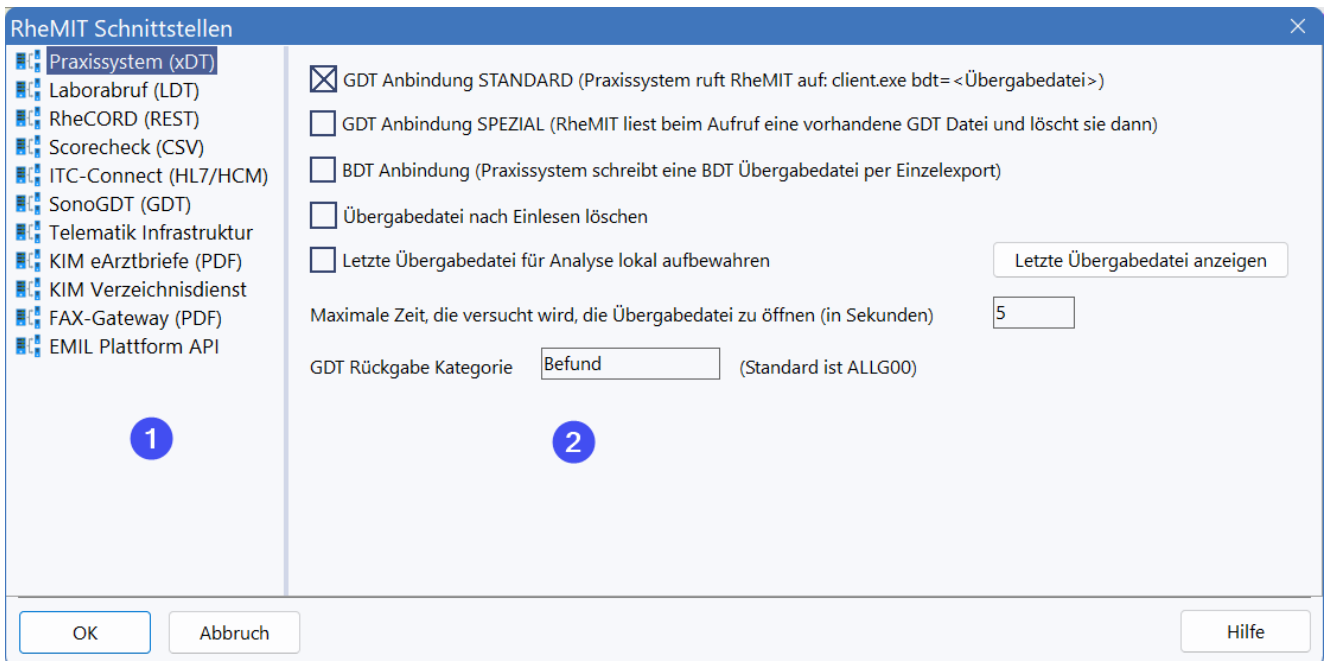 RheMIT Schnittstellen
Praxissystem (xDT)
Laborabruf (LDT)
RheCORD (REST)
Scorecheck (CSV)
ITC-Connect (HL7/HCM)
SonoGDT (GDT)
Telematik Infrastruktur
KIM eArztbriefe (PDF)
KIM Verzeichnisdienst
FAX-Gateway (PDF)
EMIL Plattform API
1
GDT Anbindung STANDARD (Praxissystem ruft RheMIT auf: client.exe bdt=<Übergabedatei>)
GDT Anbindung SPEZIAL (RheMIT liest beim Aufruf eine vorhandene GDT Datei und löscht sie dann)
BDT Anbindung (Praxissystem schreibt eine BDT Übergabedatei per Einzelexport)
Übergabedatei nach Einlesen löschen
Letzte Übergabedatei für Analyse lokal aufbewahren Letzte Übergabedatei anzeigen
Maximale Zeit, die versucht wird, die Übergabedatei zu öffnen (in Sekunden) 5
GDT Rückgabe Kategorie Befund (Standard ist ALLG00)
2
OK Abbruch Hilfe